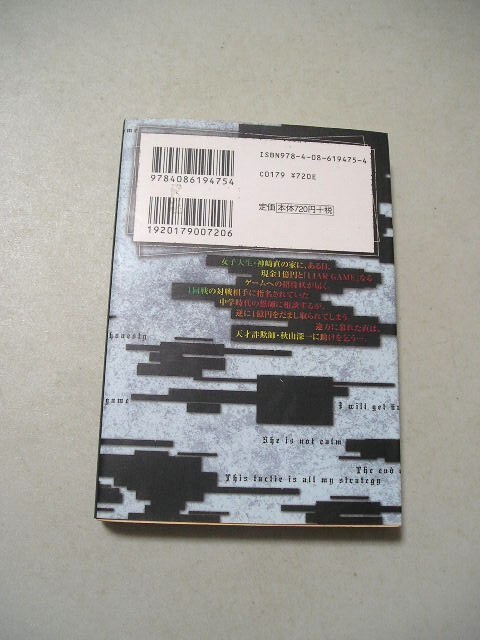 ame
ISBN978-4-08-619475-4
C0179 ¥720E
定価 本体720円+税
9784086194754
1920179007206
女子大生・神崎直の家に、ある日、
現金1億円と「LIAR GAME」なる
ゲームへの招待状が届く。
1回戦の対戦相手に指名されていた
中学時代の恩師に相談するが、
逆に1億円をだまし取られてしまう。
途方に暮れた直は、
天才詐欺師・秋山深一に助けを乞う…。
honesty
game
I will get
She is not calm
The end
This tactic is all my strategy